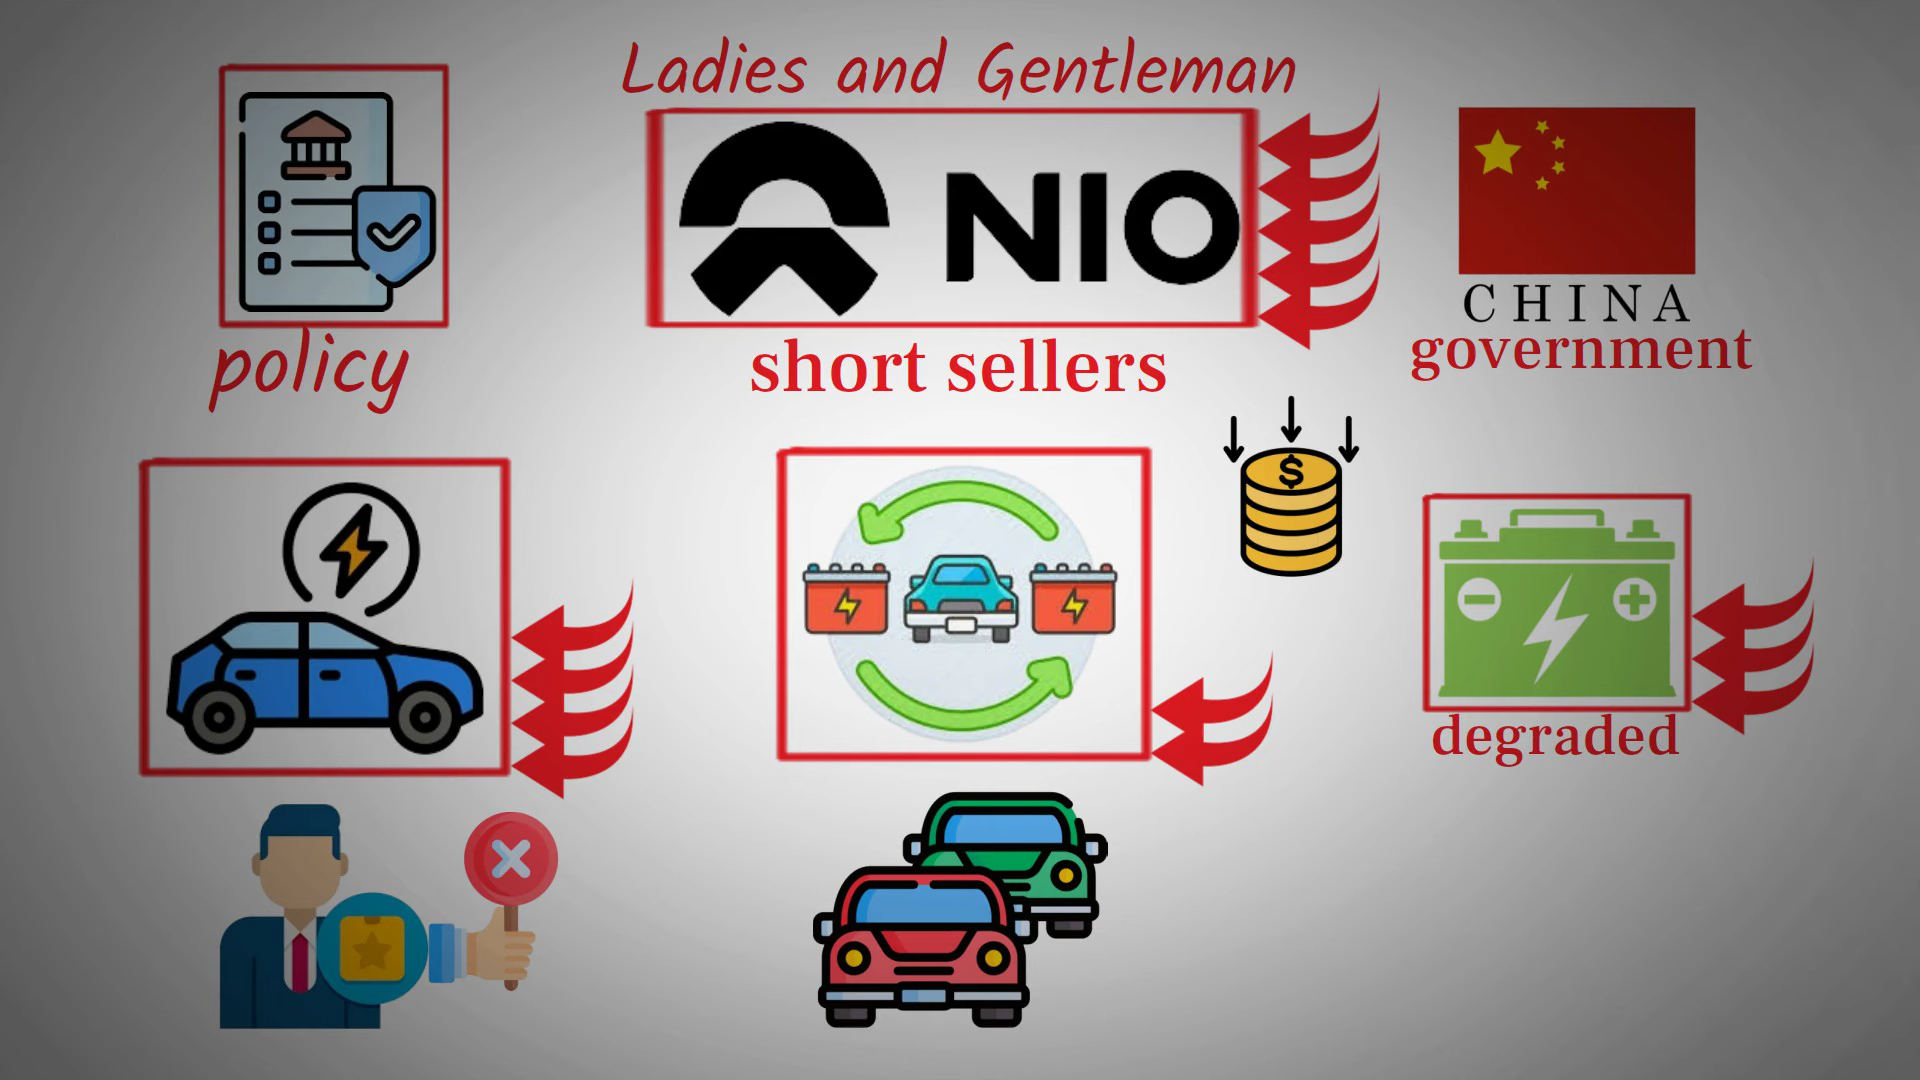 Ladies and Gentleman
NIO
CHINA
government
policy
short sellers
$
degraded